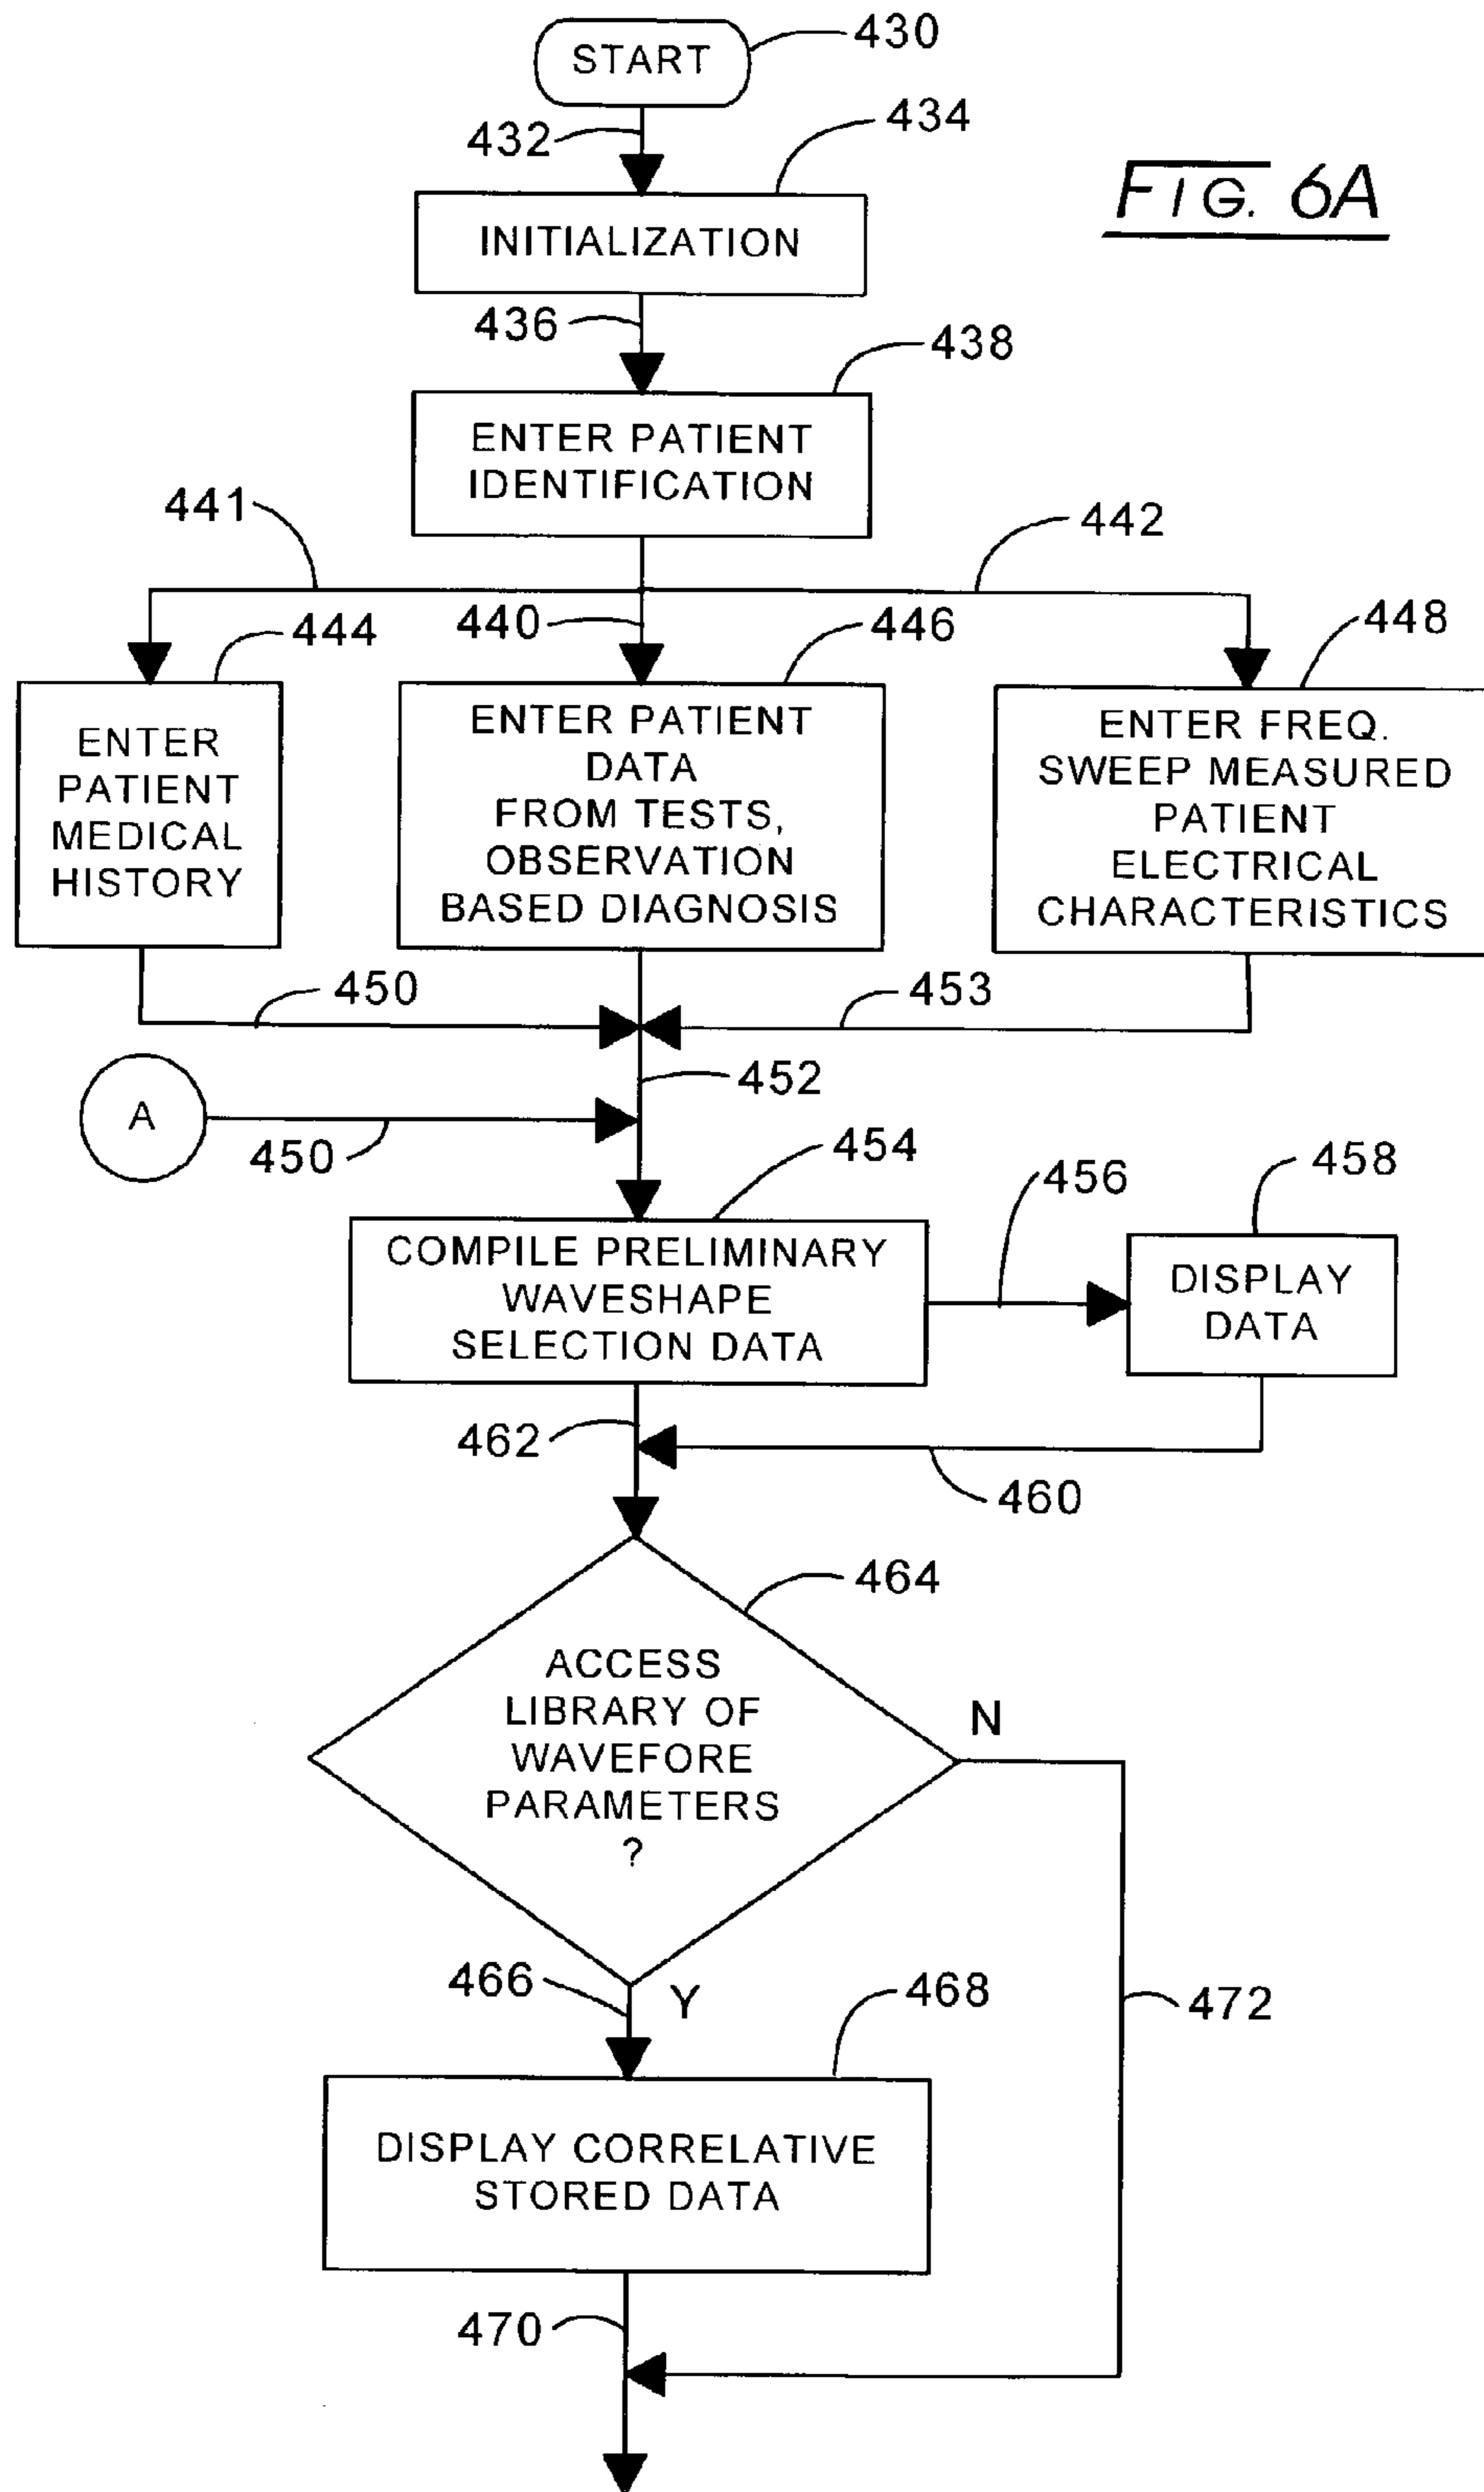 START
430
432
434
FIG. 6A
INITIALIZATION
436
438
ENTER PATIENT
IDENTIFICATION
441
442
444
440
446
448
ENTER
PATIENT
MEDICAL
HISTORY
ENTER PATIENT
DATA
FROM TESTS,
OBSERVATION
BASED DIAGNOSIS
ENTER FREQ.
SWEEP MEASURED
PATIENT
ELECTRICAL
CHARACTERISTICS
450
453
452
A
450
454
456
458
COMPILE PRELIMINARY
WAVESHAPE
SELECTION DATA
DISPLAY
DATA
462
460
464
ACCESS
LIBRARY OF
WAVEFORE
PARAMETERS
?
N
466
Y
468
472
DISPLAY CORRELATIVE
STORED DATA
470